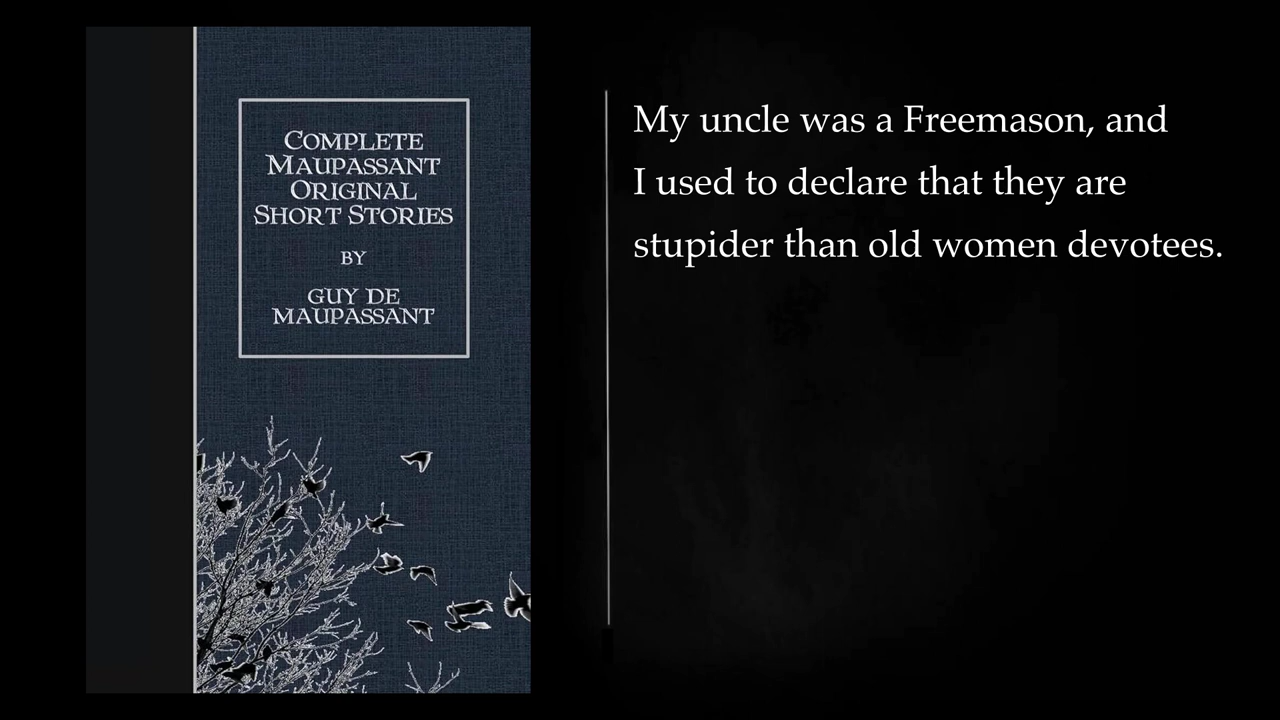 COMPLETE
MAUPASSANT
ORIGINAL
SHORT STORIES
BY
GUY DE
MAUPASSANT
My uncle was a Freemason, and
I used to declare that they are
stupider than old women devotees.